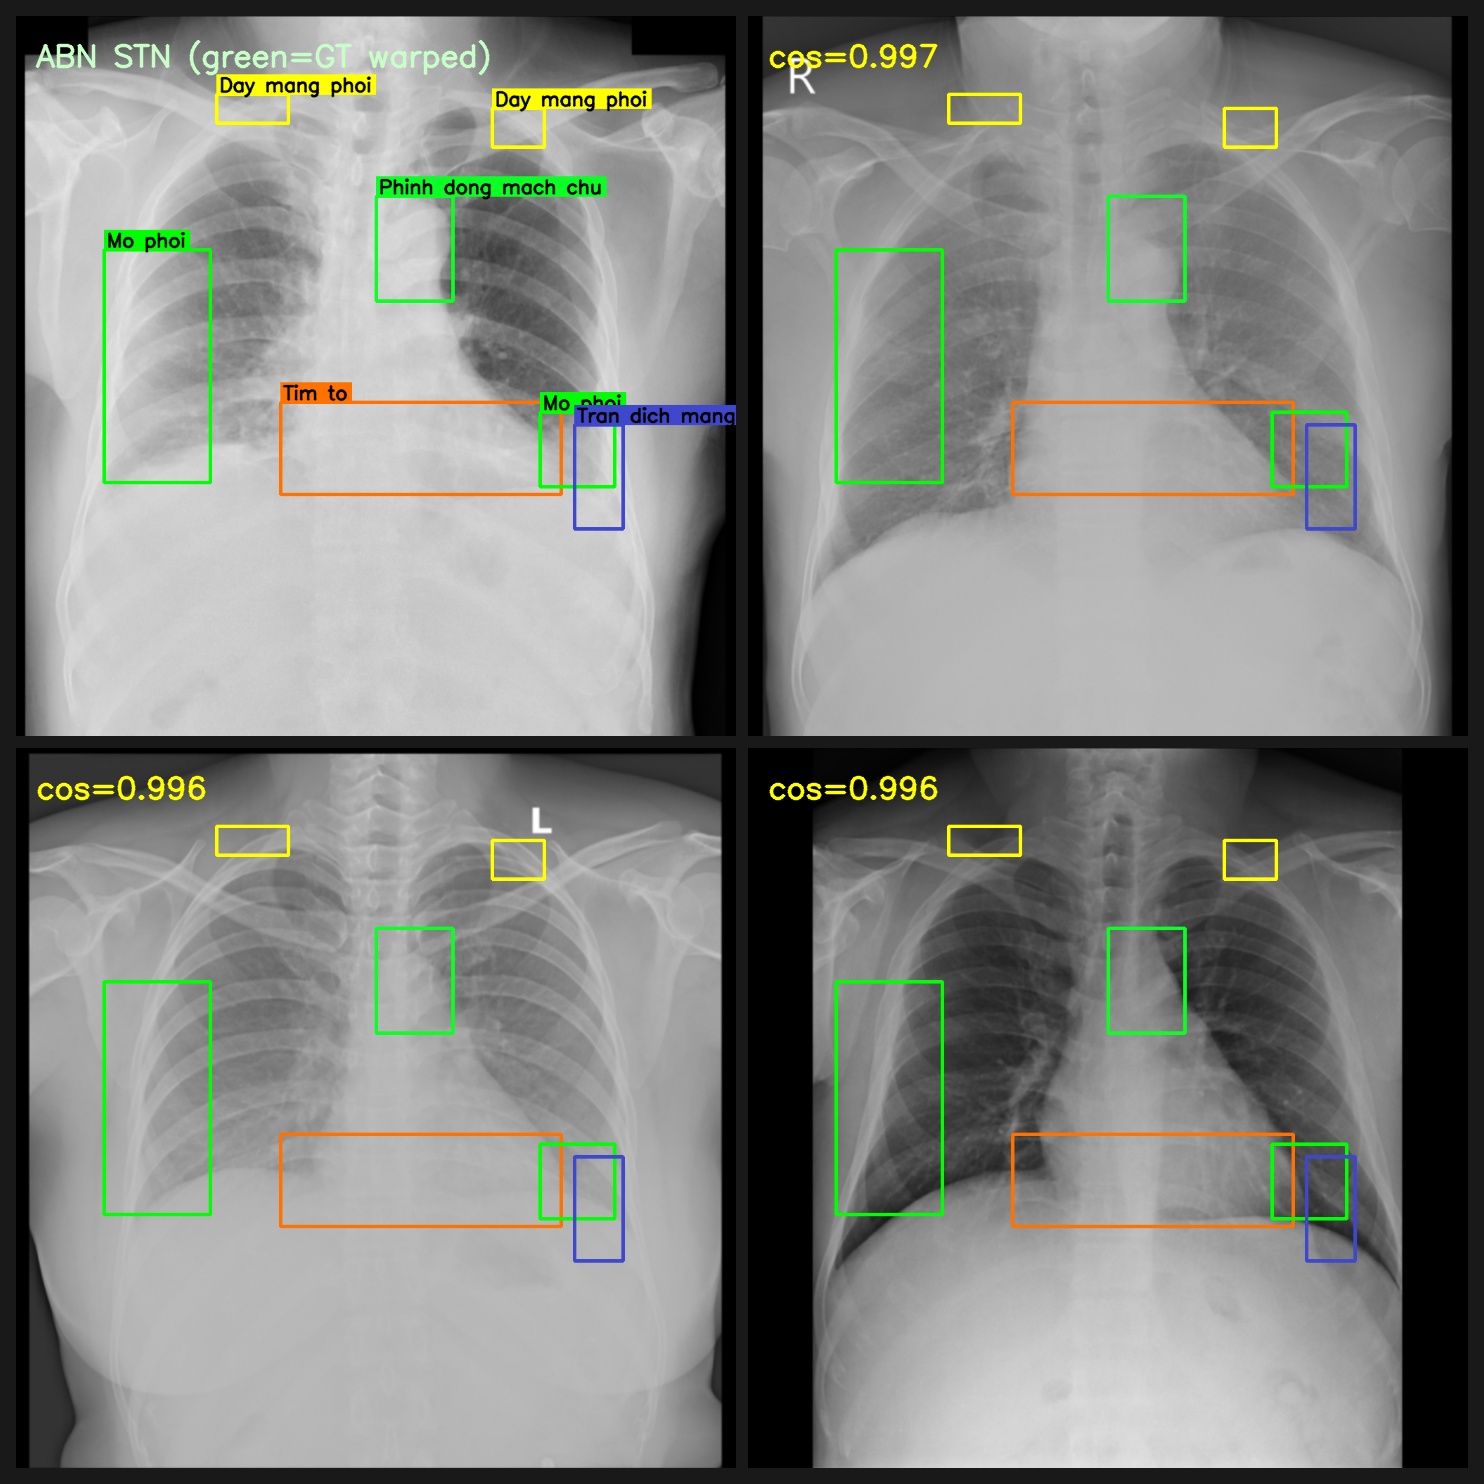 ABN STN (green=GT warped)
Day mang phoi
Day mang phoi
Phinh dong mach chu
Mo phoi
Tim to
Mo phoi
Tran dich mang
cos=0.997
R
cos=0.996
L
cos=0.996